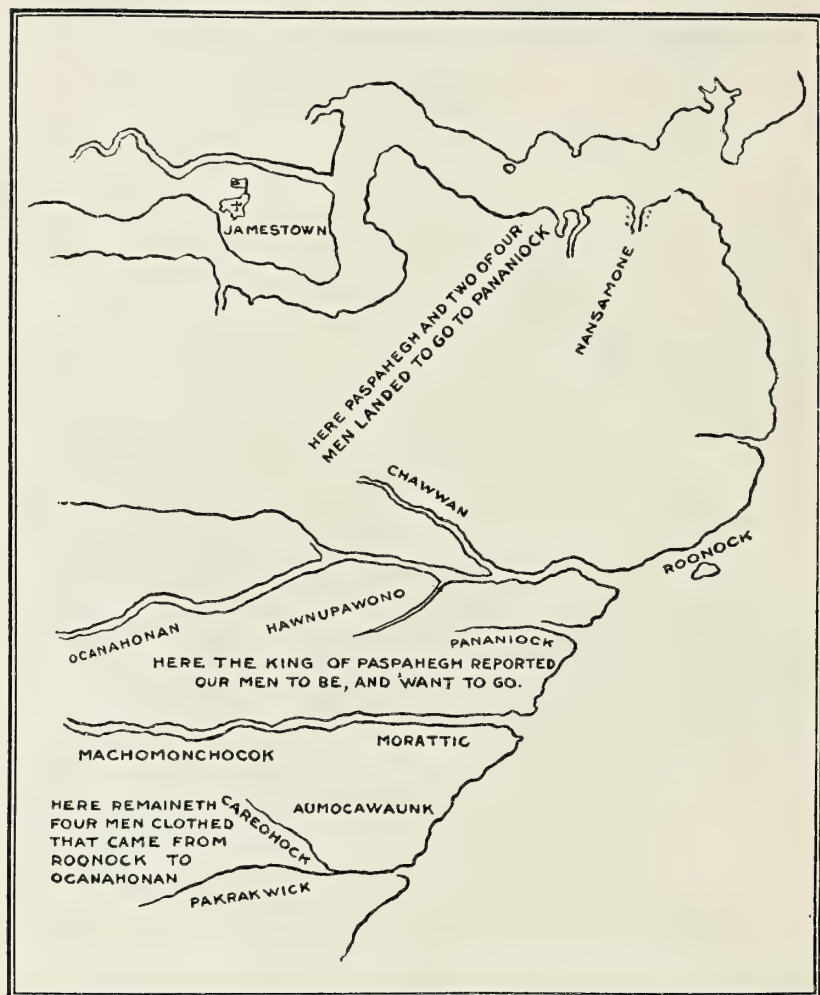 JAMESTOWN
HERE PASPAHEGH AND TWO OF OUR
MEN LANDED TO GO TO PANANIOCK
NANSAMONE
CHAWWAN
ROONOCK
OCANAHONAN
HAWNUPAWONO
PANANIOCK
HERE THE KING OF PASPAHEGH REPORTED
OUR MEN TO BE, AND WANT TO GO.
MACHOMONCHOCOK
MORATTIC
HERE REMAINETH
FOUR MEN CLOTHED
THAT CAME FROM
ROONOCK TO
OCANAHONAN
CAREOHOCK
AUMOCAWAUNK
PAKRAKWICK